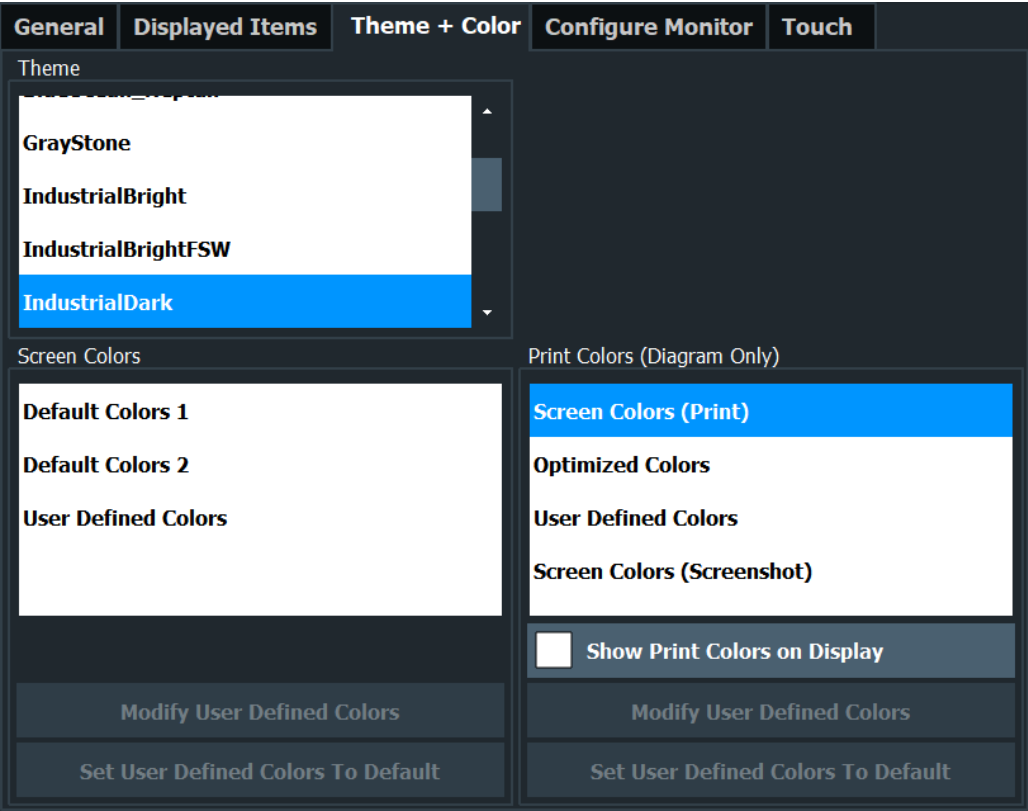 General Displayed Items Theme + Color Configure Monitor Touch
Theme
GrayStone
IndustrialBright
IndustrialBrightFSW
IndustrialDark
Screen Colors
Default Colors 1
Default Colors 2
User Defined Colors
Modify User Defined Colors
Set User Defined Colors To Default
Print Colors (Diagram Only)
Screen Colors (Print)
Optimized Colors
User Defined Colors
Screen Colors (Screenshot)
Show Print Colors on Display
Modify User Defined Colors
Set User Defined Colors To Default